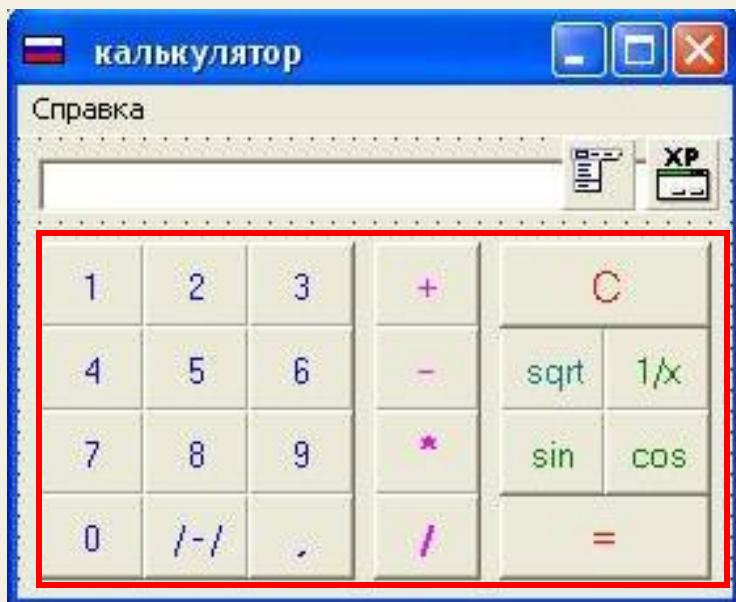 калькулятор
Справка
XP
1 2 3 + C
4 5 6 - sqrt 1/x
7 8 9 * sin cos
0 /-/ , / =